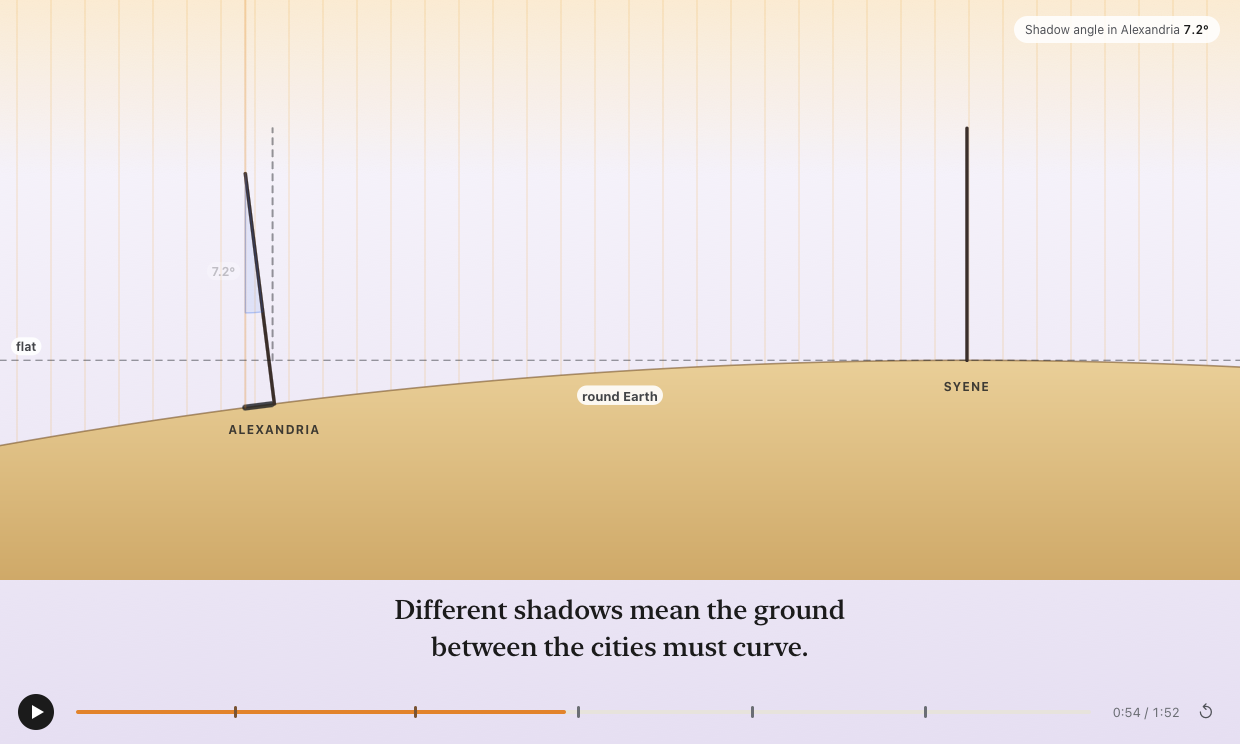 Shadow angle in Alexandria 7.2°
7.2°
flat
round Earth
SYENE
ALEXANDRIA
Different shadows mean the ground
between the cities must curve.
0:54 / 1:52